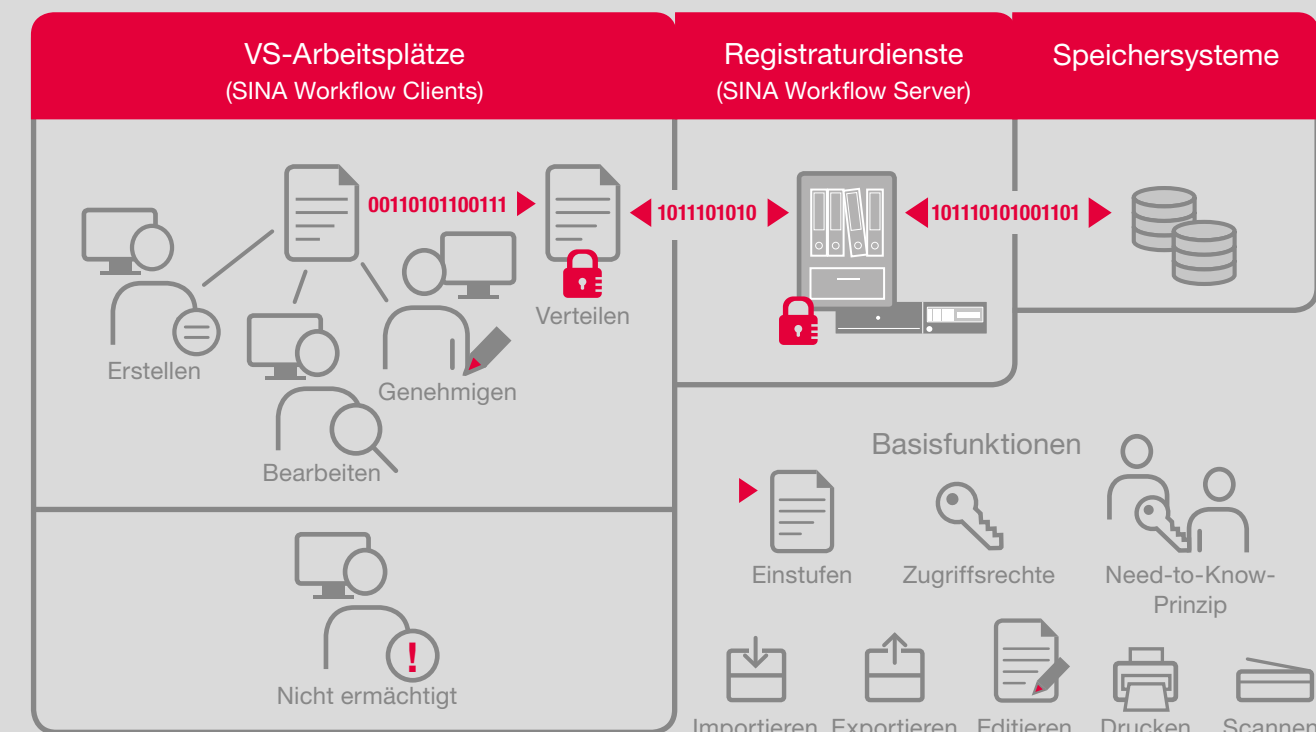 VS-Arbeitsplätze
(SINA Workflow Clients)
Registraturdienste
(SINA Workflow Server)
Speichersysteme
00110101100111
1011101010
101110101001101
Verteilen
Erstellen
Genehmigen
Bearbeiten
Nicht ermächtigt
!
Basisfunktionen
Einstufen
Zugriffsrechte
Need-to-Know-
Prinzip
Importieren
Exportieren
Editieren
Drucken
Scannen